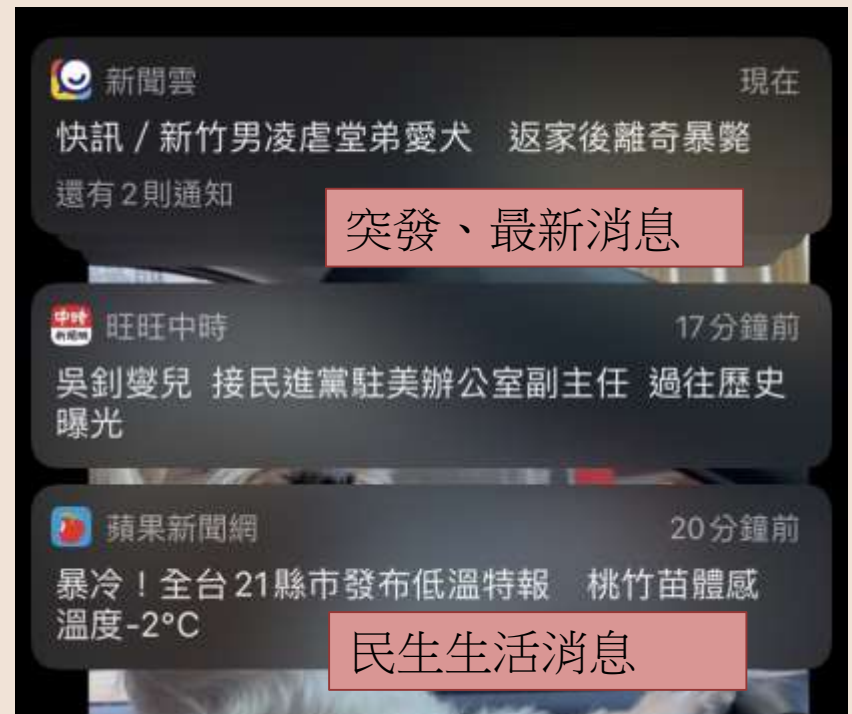 新聞雲 現在
快訊／新竹男凌虐堂弟愛犬 返家後離奇暴斃
還有2則通知
突發、最新消息
中時
新聞網
旺旺中時 17分鐘前
吳釗燮兒 接民進黨駐美辦公室副主任 過往歷史
曝光
蘋果新聞網 20分鐘前
暴冷！全台21縣市發布低溫特報 桃竹苗體感
溫度-2°C
民生生活消息